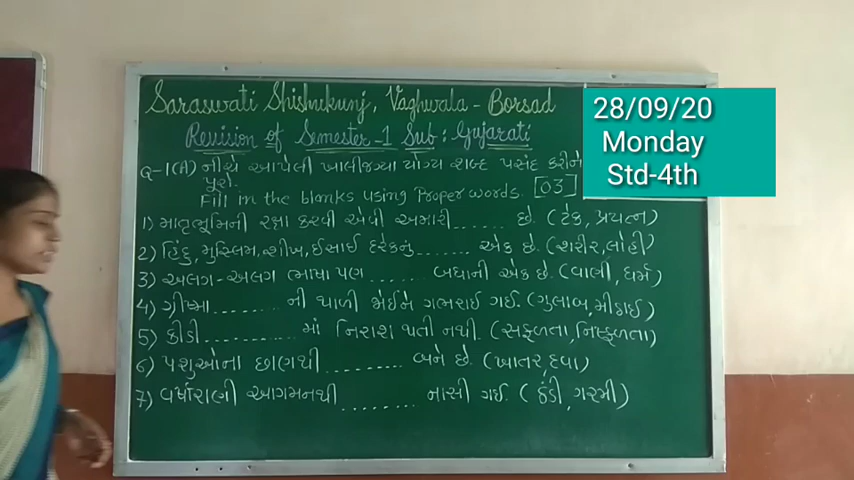 Saraswati Shishukunj, Vaghwala - Borsad
Revision of Semester-1 Sub : Gujarati
28/09/20
Monday
Std-4th
Q-1(A) નીચે આપેલી ખાલીજગ્યા યોગ્ય શબ્દ પસંદ કરીને
પૂરો.
Fill in the blanks using Proper words. [03]
1) માતૃભૂમિની રક્ષા કરવી એવી અમારી ...... છે. (ટેક, પ્રયત્ન)
2) હિંદુ, મુસ્લિમ, શીખ, ઈસાઈ દરેકનું ....... એક છે. (શરીર, લોહી)
3) અલગ-અલગ ભાષા પણ ...... બધાની એક છે. (વાણી, ધર્મ)
4) ગ્રીષ્મા ......... ની થાળી જોઈને ગભરાઈ ગઈ. (ગુલાબ, મીઠાઈ)
5) કીડી ........... માં નિરાશ થતી નથી. (સફળતા, નિષ્ફળતા)
6) પશુઓના છાણથી ......... બને છે. (ખાતર, દવા)
7) વર્ષારાણી આગમનથી ........ નાસી ગઈ. (ઠંડી, ગરમી)